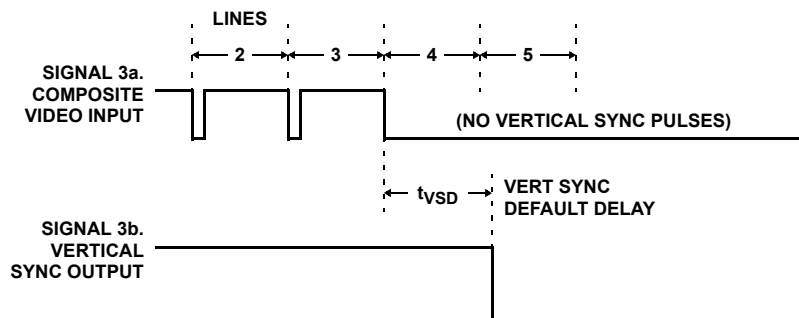 LINES
2 3 4 5
SIGNAL 3a.
COMPOSITE
VIDEO INPUT
(NO VERTICAL SYNC PULSES)
tVSD
VERT SYNC
DEFAULT DELAY
SIGNAL 3b.
VERTICAL
SYNC OUTPUT